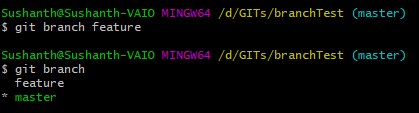 Sushanth@Sushanth-VAIO MINGW64 /d/GITs/branchTest (master)
$ git branch feature
Sushanth@Sushanth-VAIO MINGW64 /d/GITs/branchTest (master)
$ git branch
  feature
* master